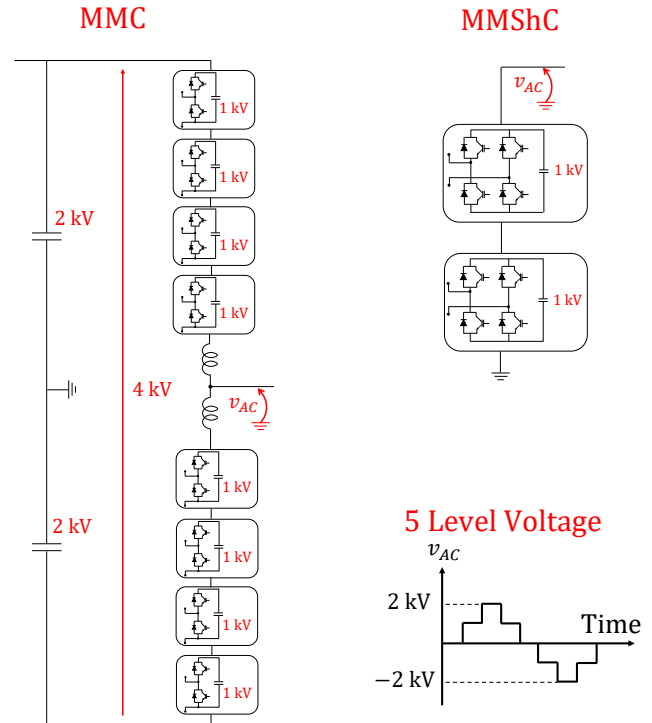 MMC
MMShC
1 kV
1 kV
1 kV
1 kV
2 kV
4 kV
v_AC
2 kV
1 kV
1 kV
1 kV
1 kV
v_AC
1 kV
1 kV
5 Level Voltage
v_AC
2 kV
Time
−2 kV